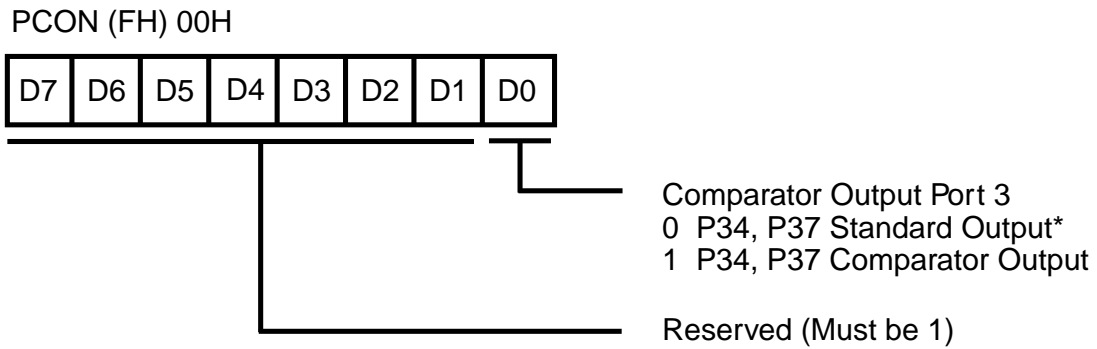 PCON (FH) 00H
D7 D6 D5 D4 D3 D2 D1 D0
Comparator Output Port 3
0 P34, P37 Standard Output*
1 P34, P37 Comparator Output
Reserved (Must be 1)